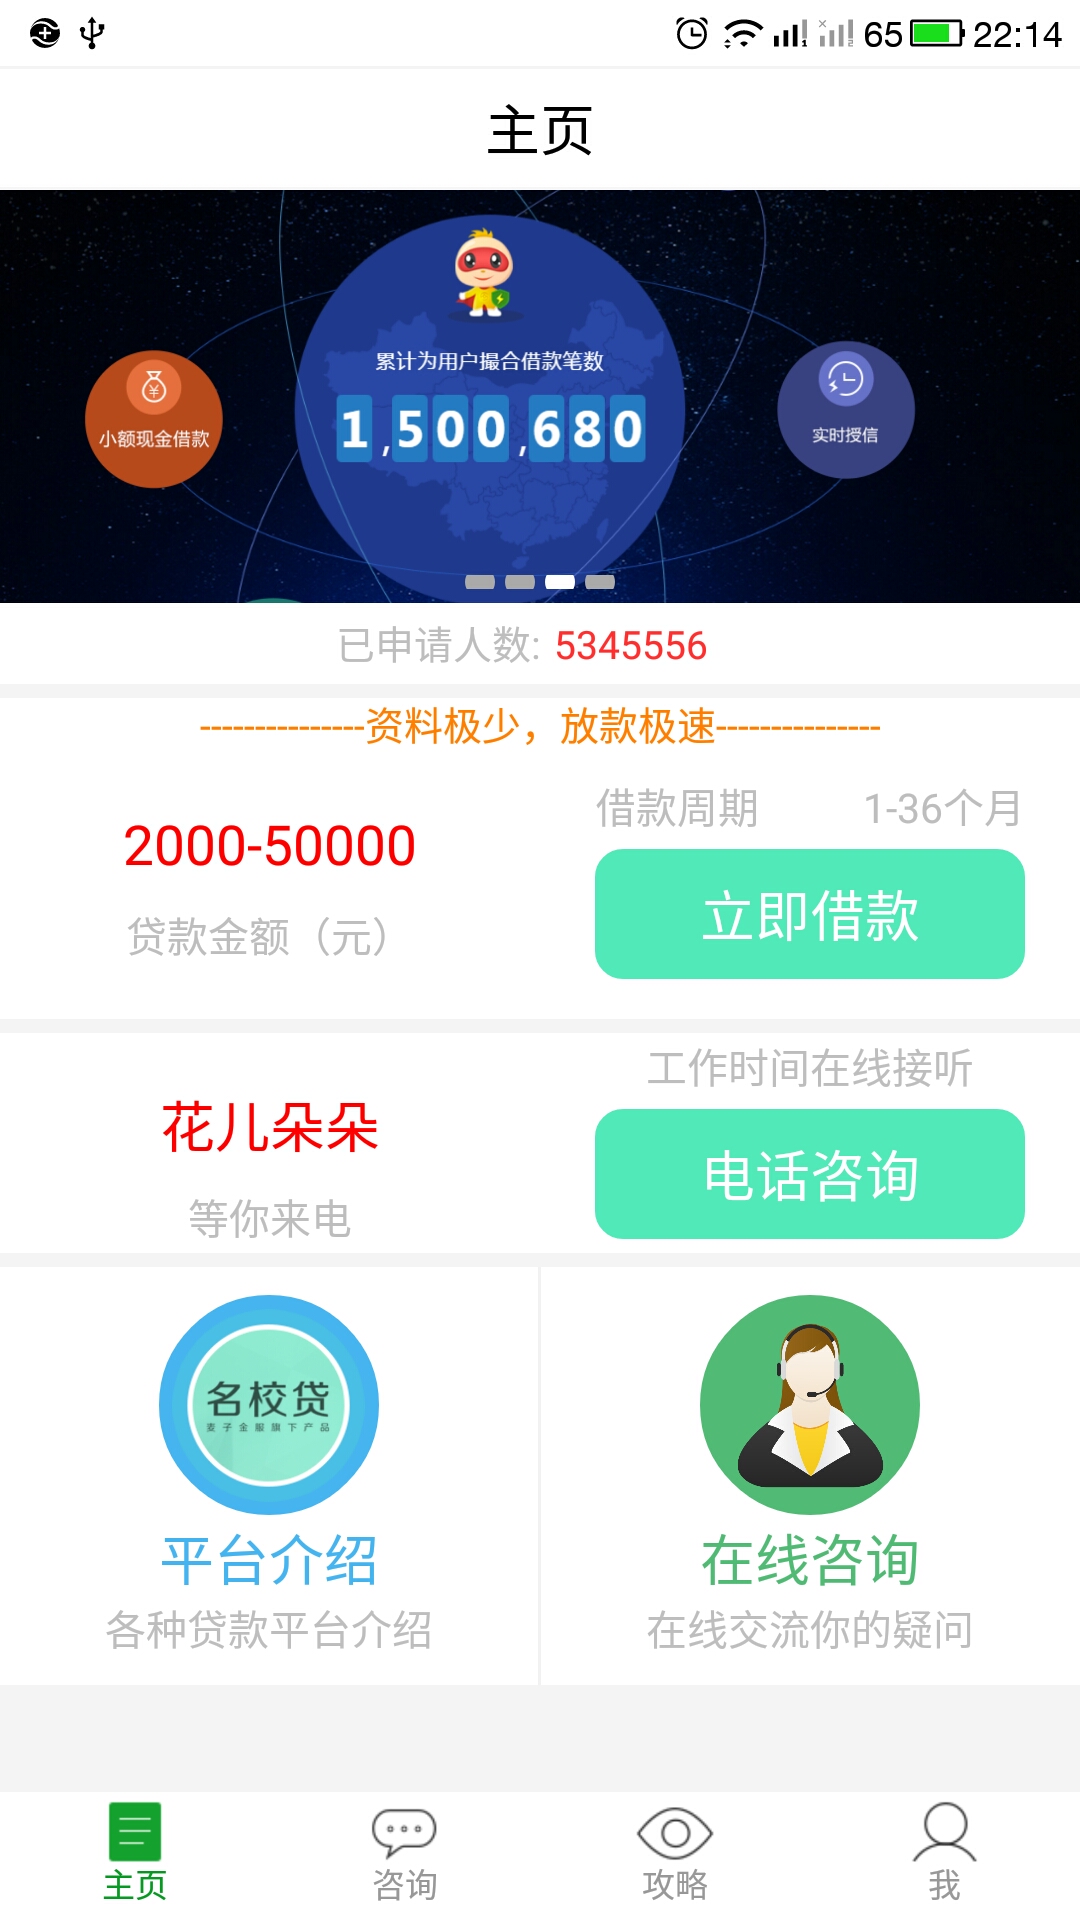 65 22:14
主页
累计为用户撮合借款笔数
1,500,680
小额现金借款
实时授信
已申请人数: 5345556
---------------资料极少，放款极速---------------
借款周期 1-36个月
2000-50000
立即借款
贷款金额（元）
工作时间在线接听
花儿朵朵
电话咨询
等你来电
名校贷
麦子金服旗下产品
平台介绍
在线咨询
各种贷款平台介绍
在线交流你的疑问
主页 咨询 攻略 我